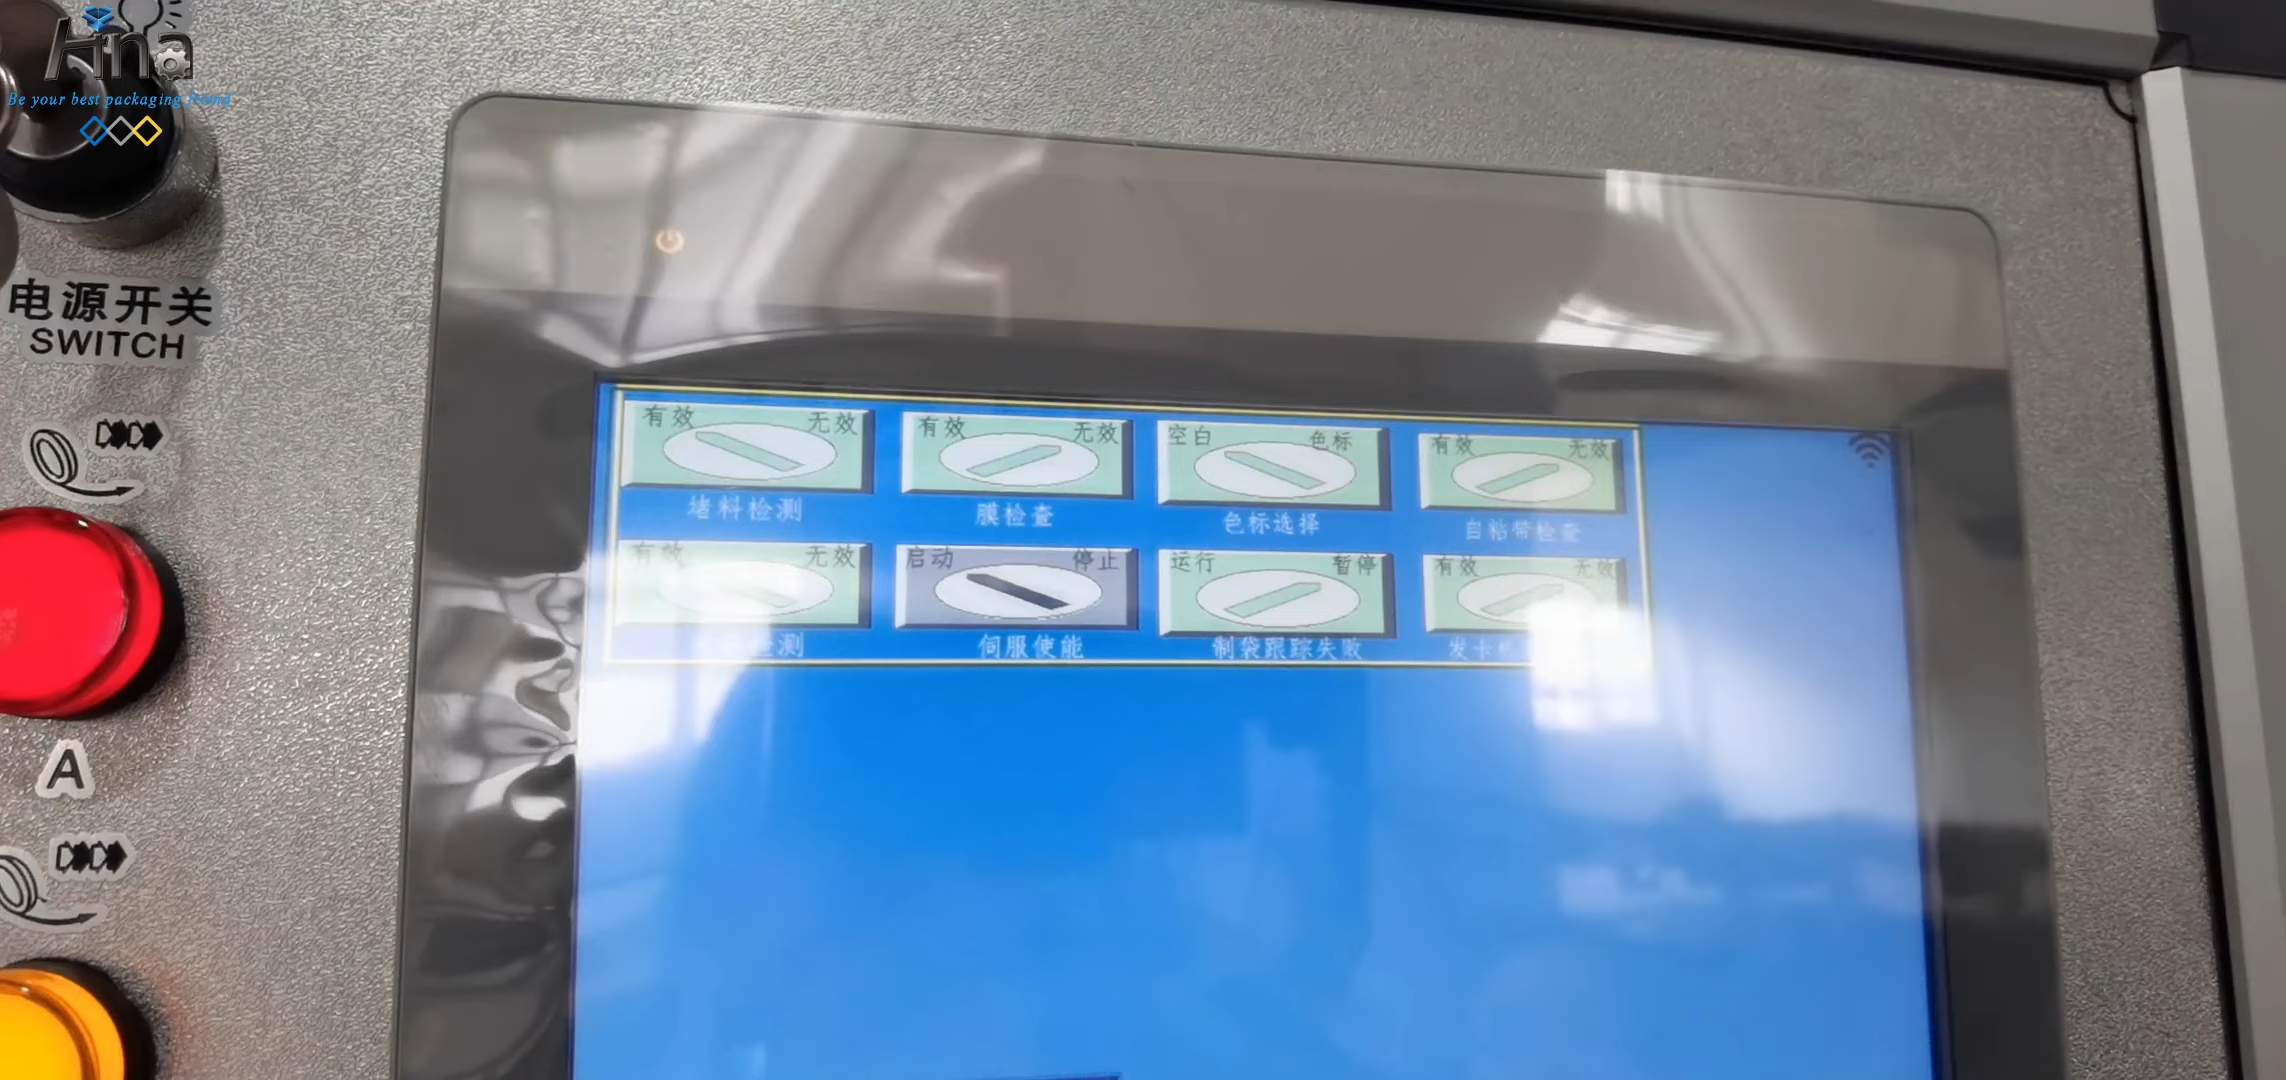 Hna
Be your best packaging friend
电源开关
SWITCH
A
有效 无效
堵料检测
有效 无效
膜检查
空白 色标
色标选择
有效 无效
自粘带检查
有效 无效
检测
启动 停止
伺服使能
运行 暂停
制袋跟踪失败
有效 无效
发卡